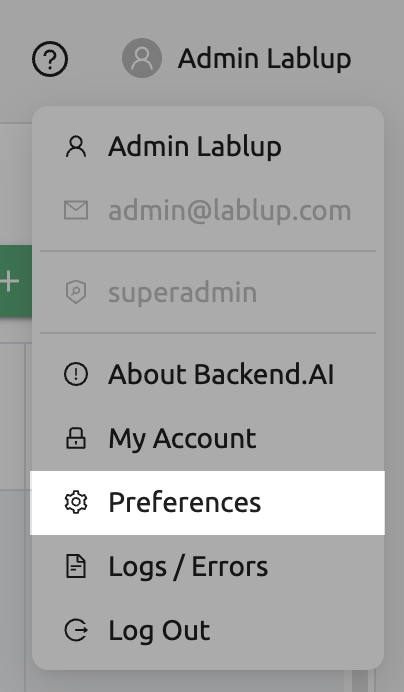 Admin Lablup
Admin Lablup
admin@lablup.com
superadmin
About Backend.AI
My Account
Preferences
Logs / Errors
Log Out